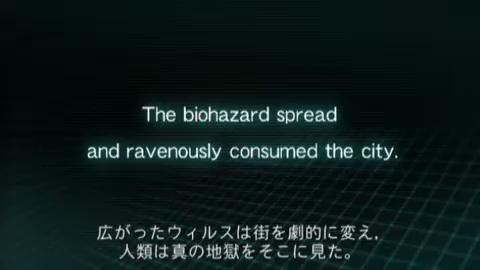 The biohazard spread
and ravenously consumed the city.
広がったウィルスは街を劇的に変え,
人類は真の地獄をそこに見た。